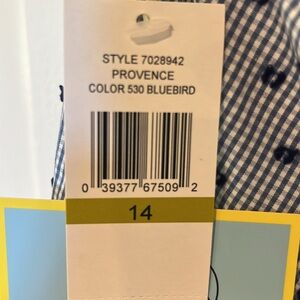 STYLE 7028942
PROVENCE
COLOR 530 BLUEBIRD
0 39377 67509 2
14